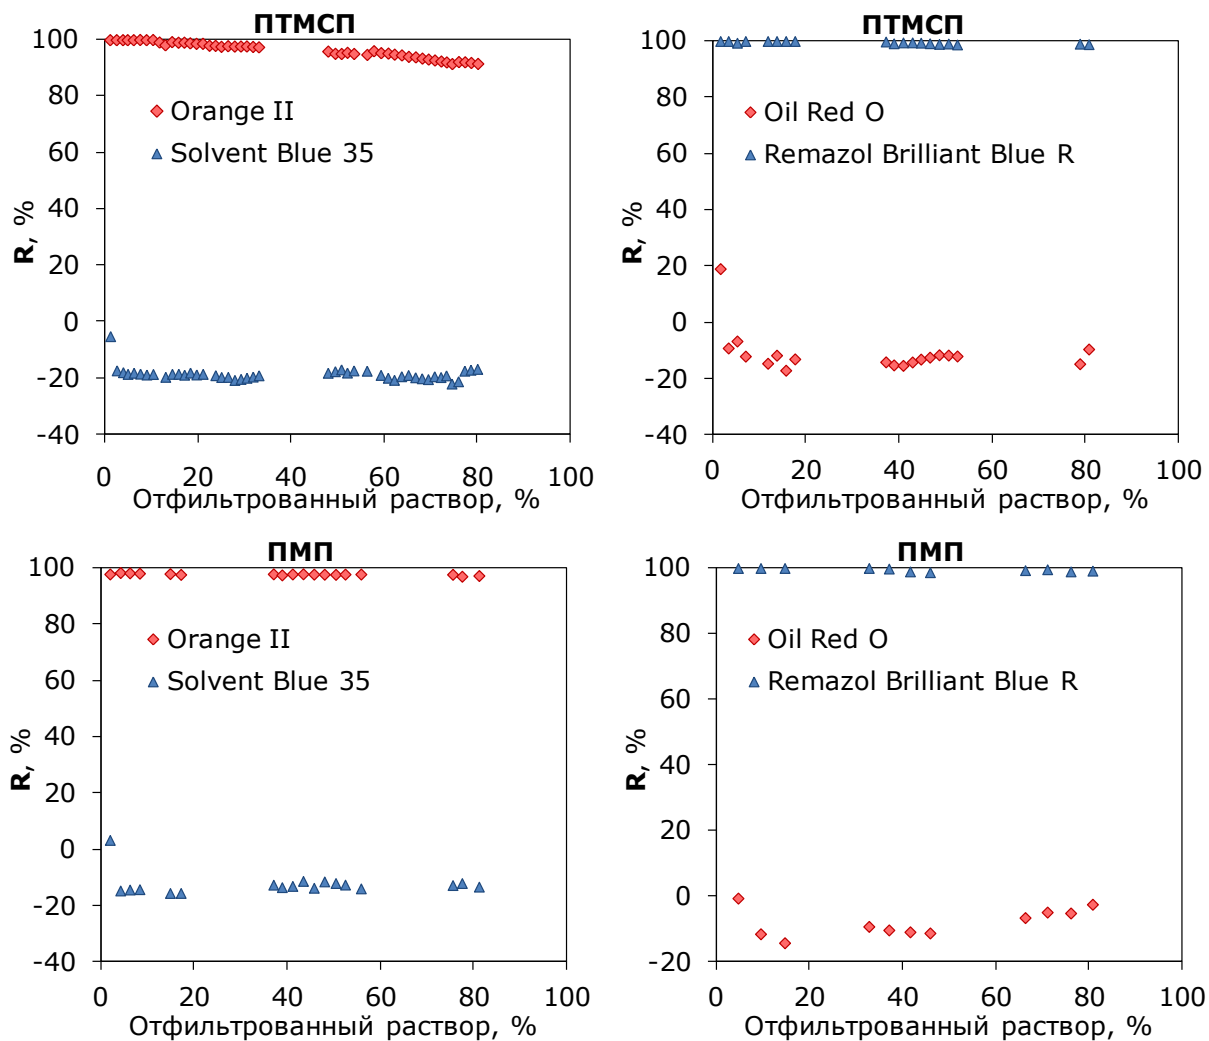 ПТМСП
100
80
60
40
20
0
-20
-40
R, %
Orange II
Solvent Blue 35
0 20 40 60 80 100
Отфильтрованный раствор, %
ПТМСП
100
80
60
40
20
0
-20
-40
R, %
Oil Red O
Remazol Brilliant Blue R
0 20 40 60 80 100
Отфильтрованный раствор, %
ПМП
100
80
60
40
20
0
-20
-40
R, %
Orange II
Solvent Blue 35
0 20 40 60 80 100
Отфильтрованный раствор, %
ПМП
100
80
60
40
20
0
-20
R, %
Oil Red O
Remazol Brilliant Blue R
0 20 40 60 80 100
Отфильтрованный раствор, %